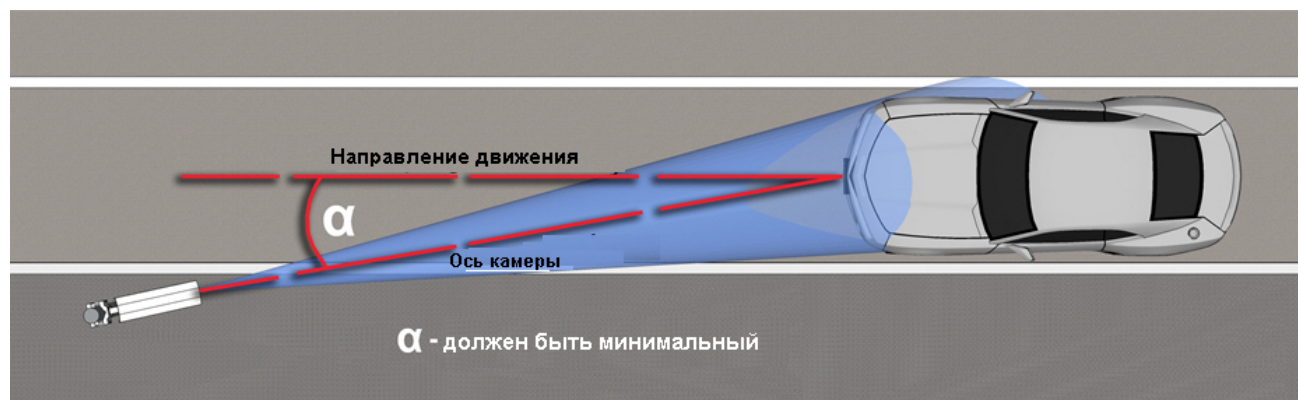 Направление движения
α
Ось камеры
α - должен быть минимальный